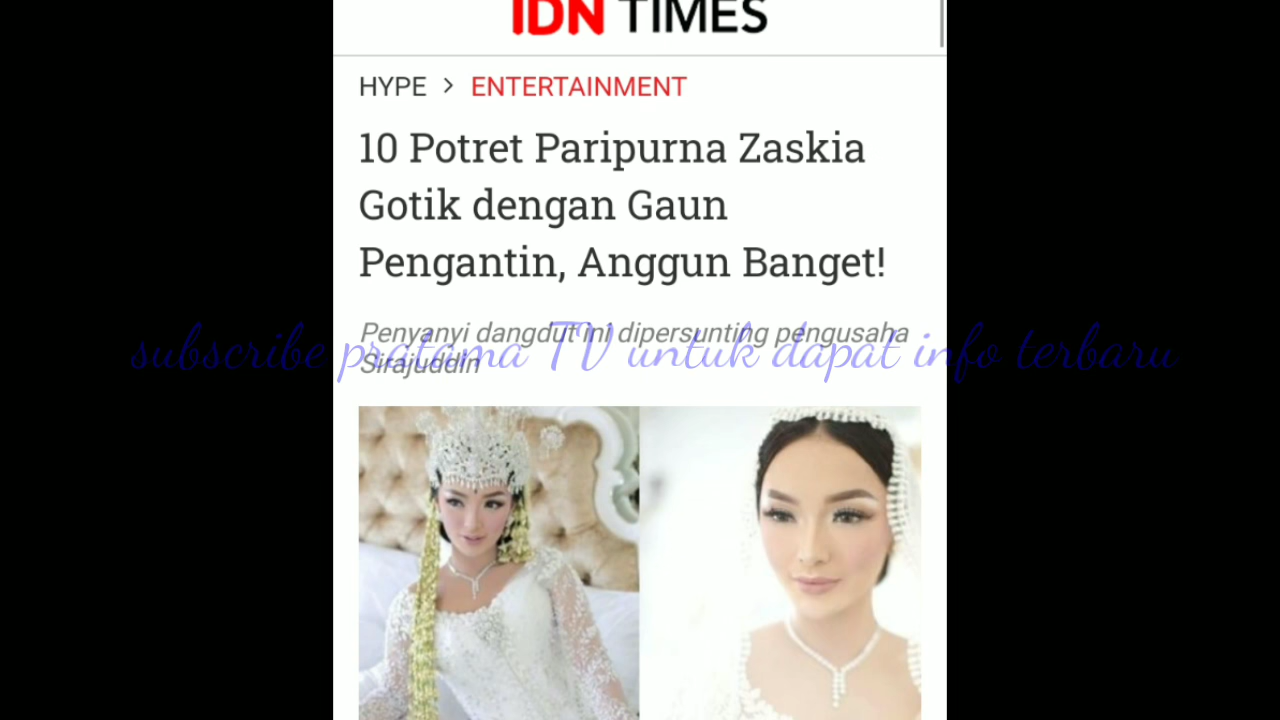 IDN TIMES
HYPE > ENTERTAINMENT
10 Potret Paripurna Zaskia
Gotik dengan Gaun
Pengantin, Anggun Banget!
Penyanyi dangdut ini dipersunting pengusaha
subscribe pratama TV untuk dapat info terbaru
Sirajuddin